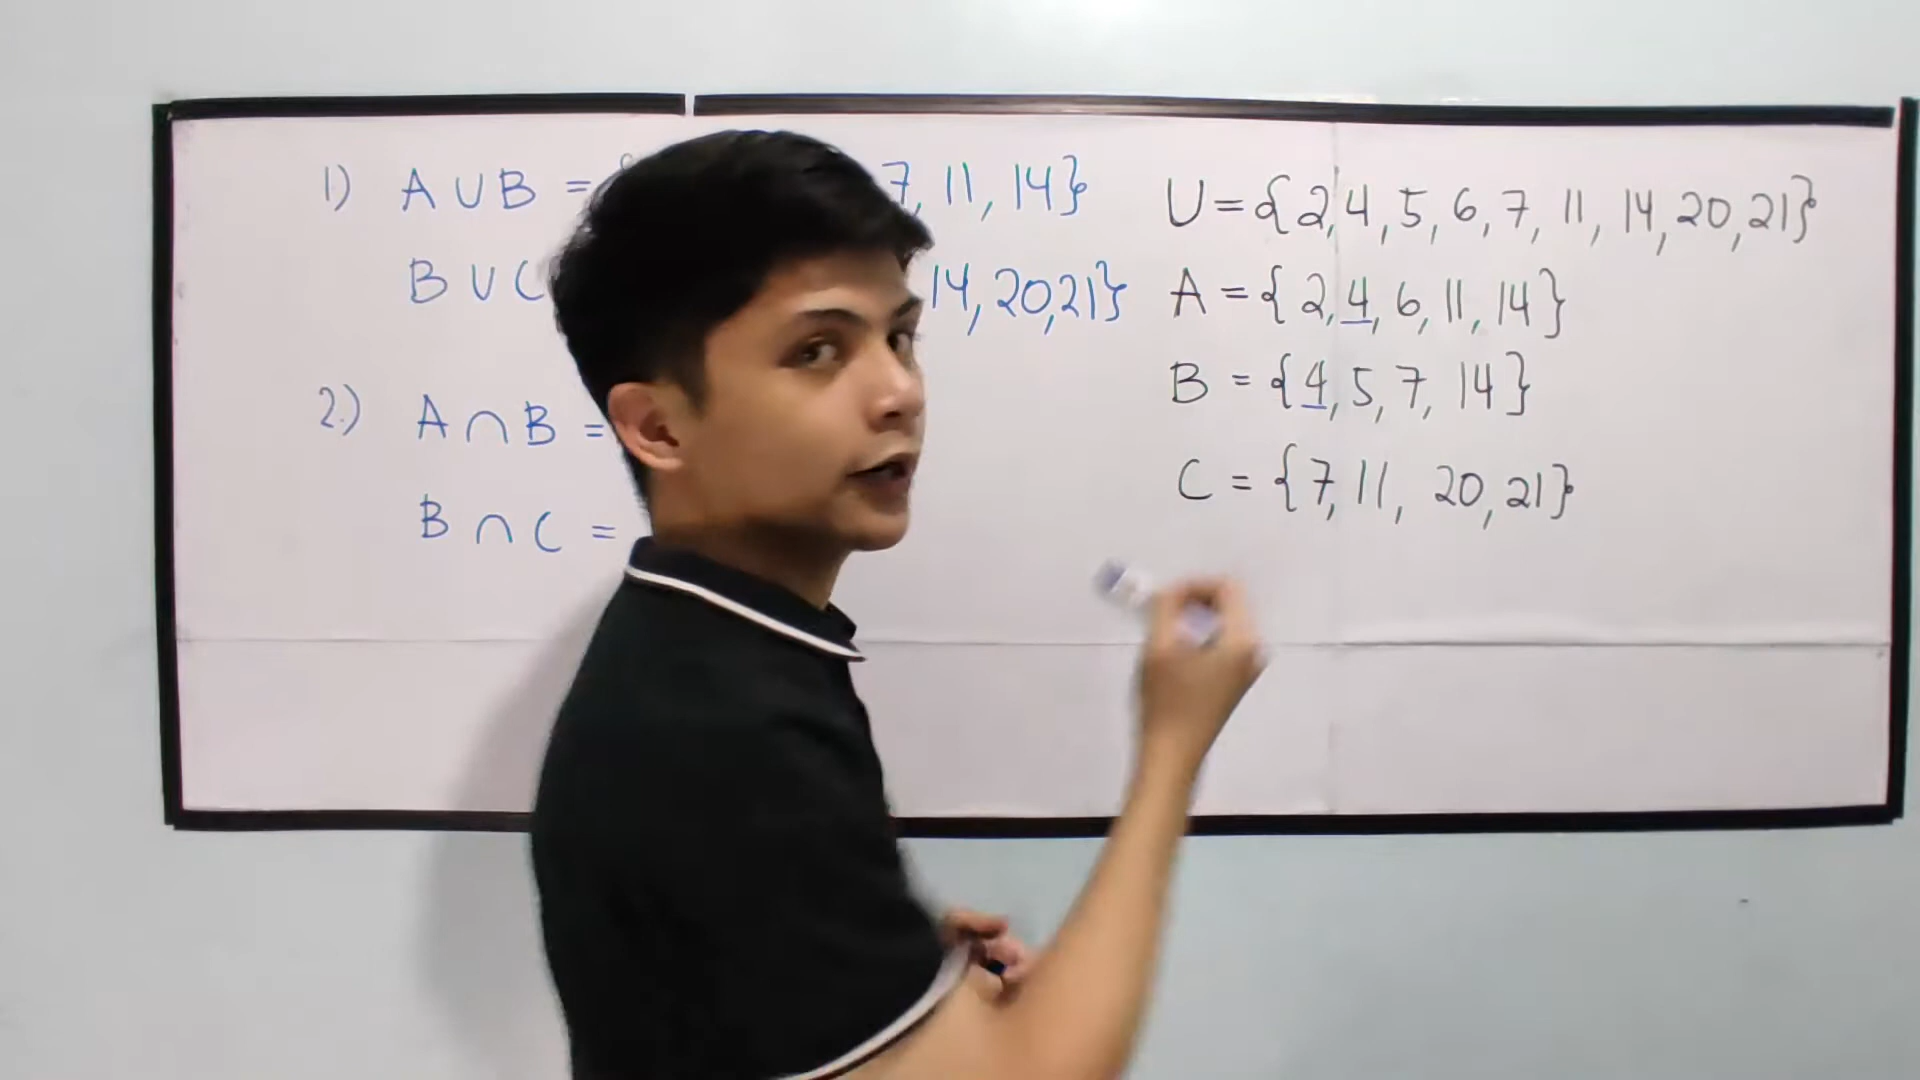 1) A ∪ B = 7, 11, 14}
B ∪ C 14, 20, 21}
2.) A ∩ B =
B ∩ C =
U = {2, 4, 5, 6, 7, 11, 14, 20, 21}
A = {2, 4, 6, 11, 14}
B = {4, 5, 7, 14}
C = {7, 11, 20, 21}